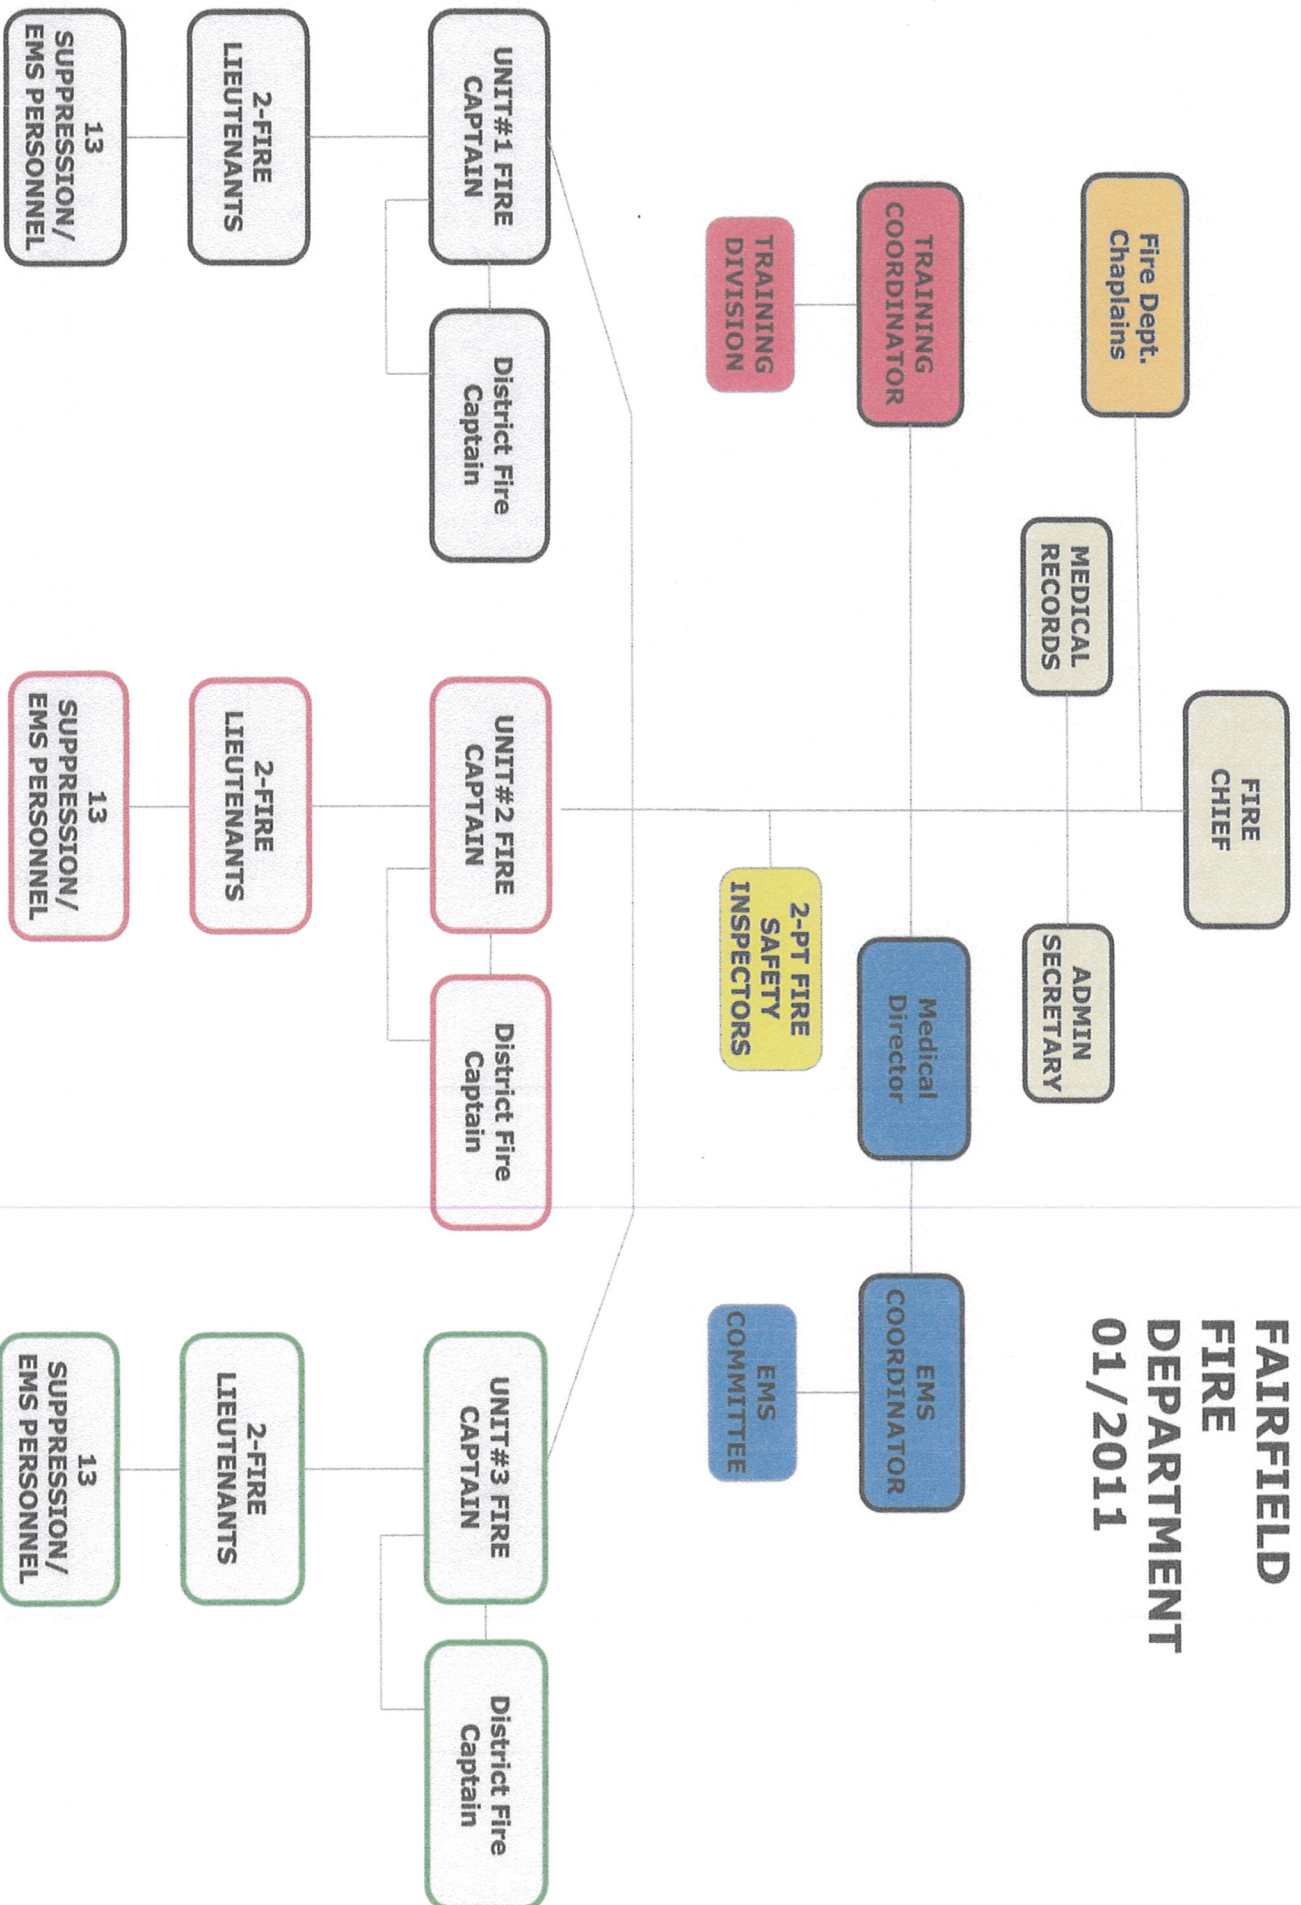 FAIRFIELD
FIRE
DEPARTMENT
01/2011
FIRE
CHIEF
Fire Dept.
Chaplains
MEDICAL
RECORDS
ADMIN
SECRETARY
TRAINING
COORDINATOR
Medical
Director
EMS
COORDINATOR
TRAINING
DIVISION
2-PT FIRE
SAFETY
INSPECTORS
EMS
COMMITTEE
UNIT#1 FIRE
CAPTAIN
District Fire
Captain
UNIT#2 FIRE
CAPTAIN
District Fire
Captain
UNIT#3 FIRE
CAPTAIN
District Fire
Captain
2-FIRE
LIEUTENANTS
2-FIRE
LIEUTENANTS
2-FIRE
LIEUTENANTS
13
SUPPRESSION/
EMS PERSONNEL
13
SUPPRESSION/
EMS PERSONNEL
13
SUPPRESSION/
EMS PERSONNEL